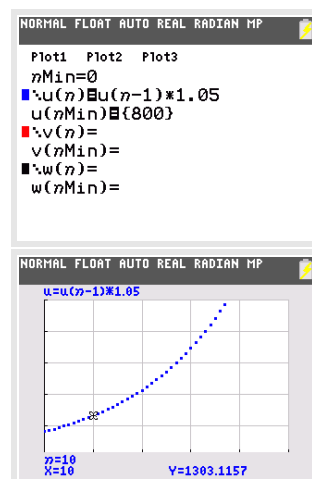 NORMAL FLOAT AUTO REAL RADIAN MP
Plot1 Plot2 Plot3
nMin=0
\u(n)=u(n-1)*1.05
u(nMin)={800}
\v(n)=
v(nMin)=
\w(n)=
w(nMin)=
NORMAL FLOAT AUTO REAL RADIAN MP
u=u(n-1)*1.05
n=10
X=10 Y=1303.1157